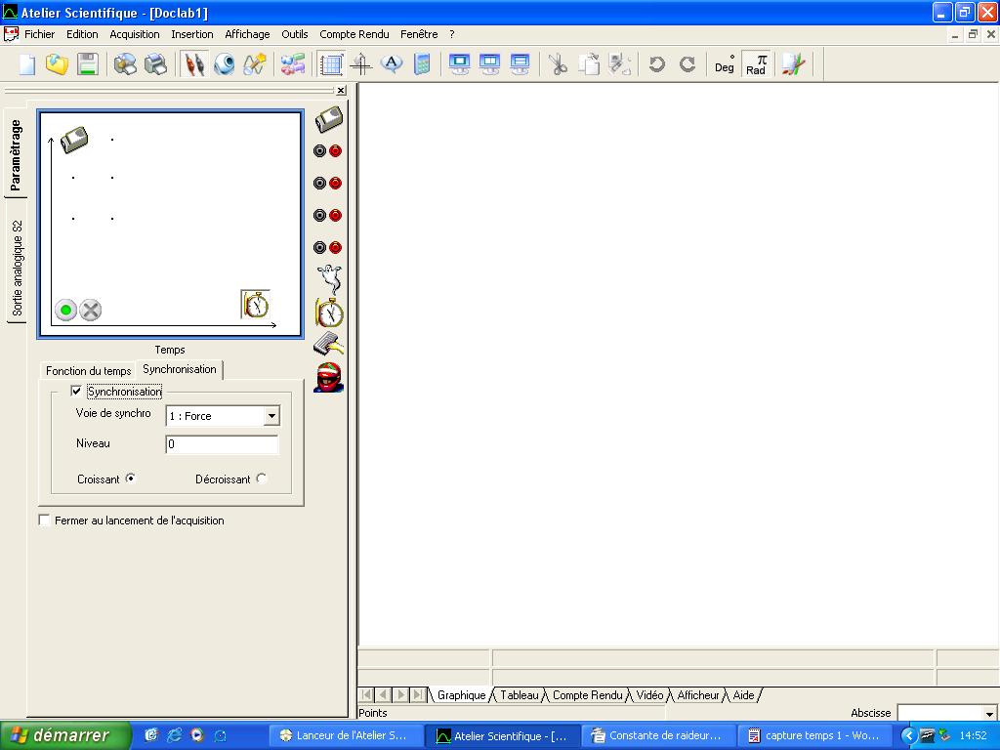 Atelier Scientifique - [Doclab1]
Fichier Edition Acquisition Insertion Affichage Outils Compte Rendu Fenêtre ?
Deg° π Rad
Paramètrage
Sortie analogique S2
Temps
Fonction du temps Synchronisation
Synchronisation
Voie de synchro 1 : Force
Niveau 0
Croissant Décroissant
Fermer au lancement de l'acquisition
Graphique Tableau Compte Rendu Vidéo Afficheur Aide
Points Abscisse
démarrer Lanceur de l'Atelier S... Atelier Scientifique - [... Constante de raideur... capture temps 1 - Wo... 14:52